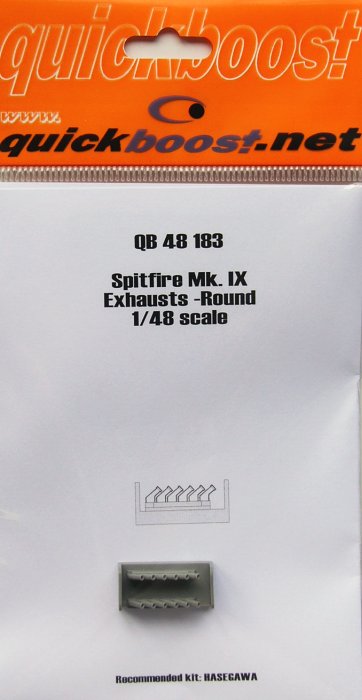 quickboost
www.
quickboost.net
QB 48 183
Spitfire Mk. IX
Exhausts -Round
1/48 scale
Recommended kit: HASEGAWA